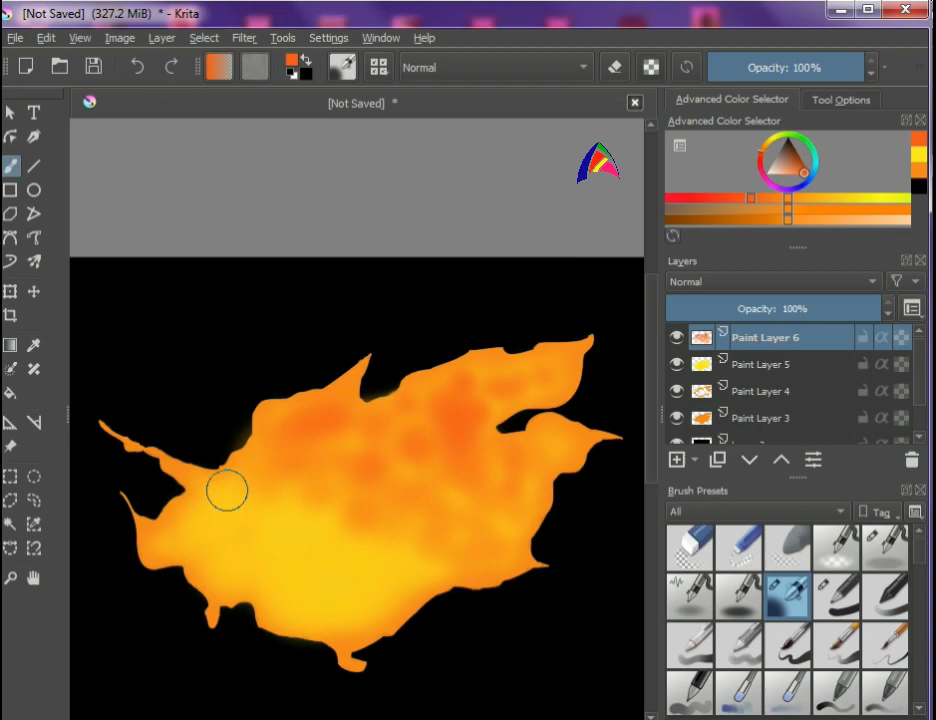 [Not Saved] (327.2 MiB) * - Krita
File Edit View Image Layer Select Filter Tools Settings Window Help
Normal
Opacity: 100%
[Not Saved] *
Advanced Color Selector
Tool Options
Advanced Color Selector
Layers
Normal
Opacity: 100%
Paint Layer 6
Paint Layer 5
Paint Layer 4
Paint Layer 3
Brush Presets
All
Tag